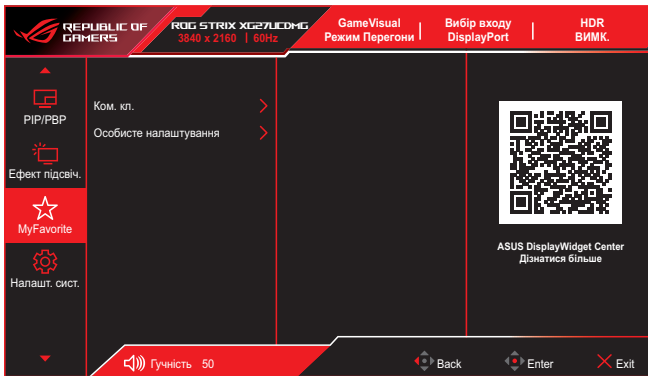 REPUBLIC OF
GAMERS
ROG STRIX XG27UCDMG
3840 x 2160 | 60Hz
GameVisual
Режим Перегони
Вибір входу
DisplayPort
HDR
ВИМК.
PIP/PBP
Ефект підсвіч.
MyFavorite
Налашт. сист.
Ком. кл.
Особисте налаштування
ASUS DisplayWidget Center
Дізнатися більше
Гучність 50
Back
Enter
Exit